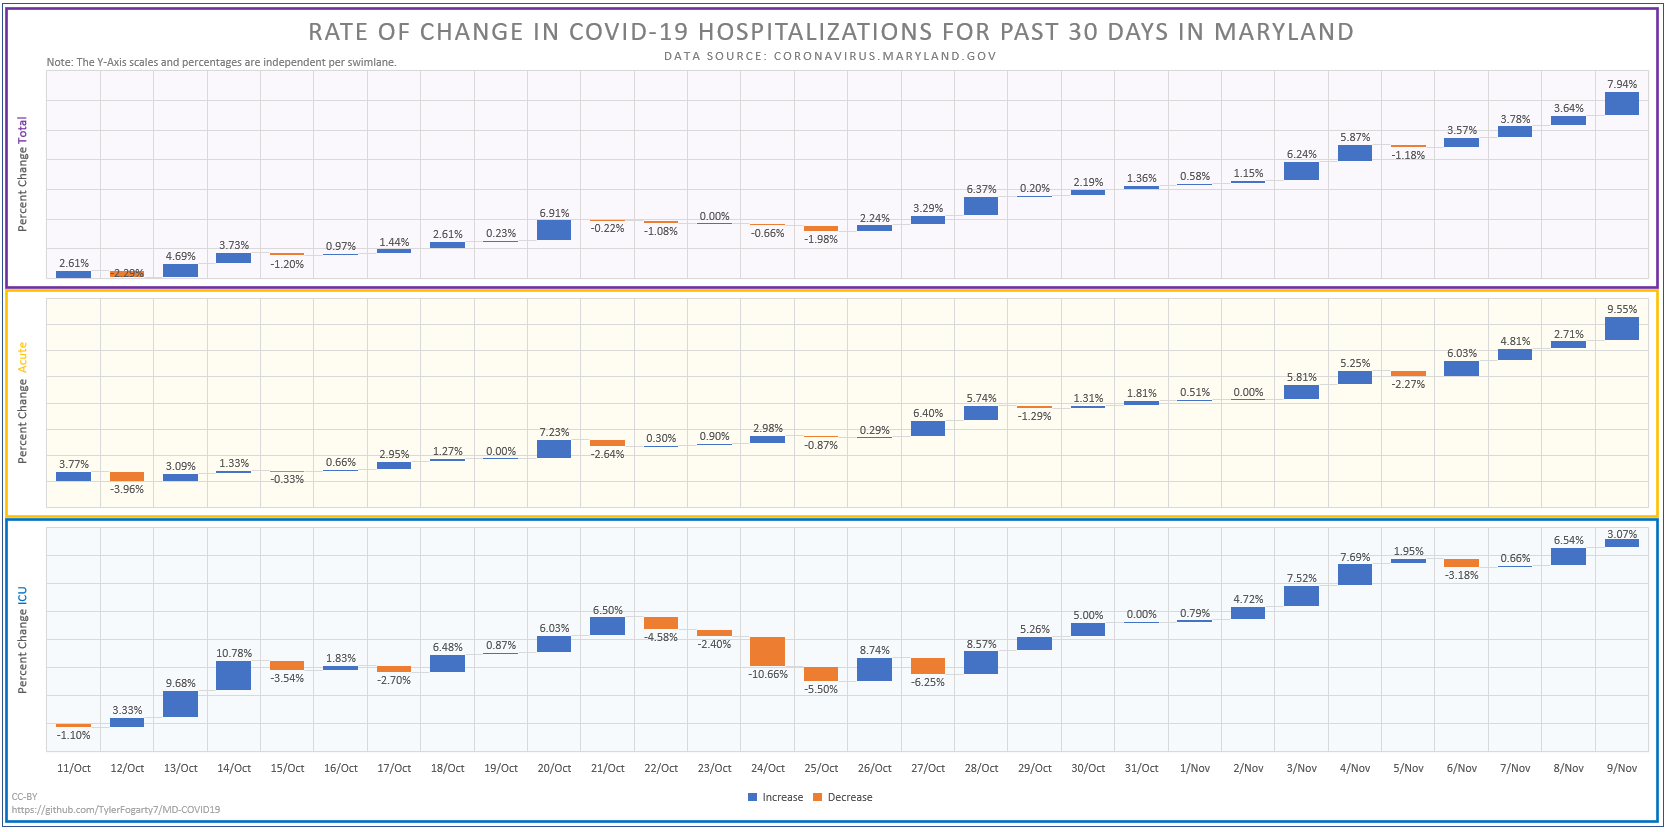 RATE OF CHANGE IN COVID-19 HOSPITALIZATIONS FOR PAST 30 DAYS IN MARYLAND
DATA SOURCE: CORONAVIRUS.MARYLAND.GOV
Note: The Y-Axis scales and percentages are independent per swimlane.
Percent Change Total
2.61% -2.29% 4.69% 3.73% -1.20% 0.97% 1.44% 2.61% 0.23% 6.91% -0.22% -1.08% 0.00% -0.66% -1.98% 2.24% 3.29% 6.37% 0.20% 2.19% 1.36% 0.58% 1.15% 6.24% 5.87% -1.18% 3.57% 3.78% 3.64% 7.94%
Percent Change Acute
3.77% -3.96% 3.09% 1.33% -0.33% 0.66% 2.95% 1.27% 0.00% 7.23% -2.64% 0.30% 0.90% 2.98% -0.87% 0.29% 6.40% 5.74% -1.29% 1.31% 1.81% 0.51% 0.00% 5.81% 5.25% -2.27% 6.03% 4.81% 2.71% 9.55%
Percent Change ICU
-1.10% 3.33% 9.68% 10.78% -3.54% 1.83% -2.70% 6.48% 0.87% 6.03% 6.50% -4.58% -2.40% -10.66% -5.50% 8.74% -6.25% 8.57% 5.26% 5.00% 0.00% 0.79% 4.72% 7.52% 7.69% 1.95% -3.18% 0.66% 6.54% 3.07%
11/Oct 12/Oct 13/Oct 14/Oct 15/Oct 16/Oct 17/Oct 18/Oct 19/Oct 20/Oct 21/Oct 22/Oct 23/Oct 24/Oct 25/Oct 26/Oct 27/Oct 28/Oct 29/Oct 30/Oct 31/Oct 1/Nov 2/Nov 3/Nov 4/Nov 5/Nov 6/Nov 7/Nov 8/Nov 9/Nov
Increase Decrease
CC-BY
https://github.com/TylerFogarty7/MD-COVID19